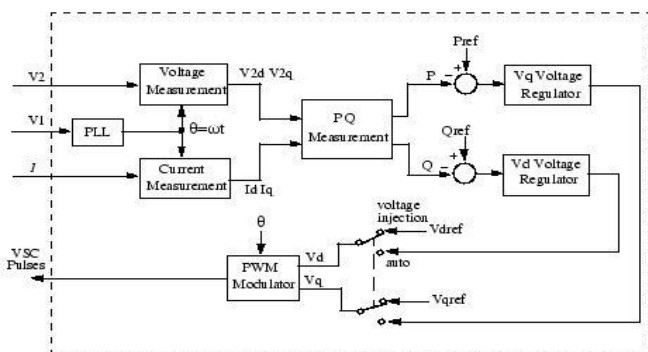 V2
Voltage
Measurement
V2d V2q
V1
PLL
θ=ωt
I
Current
Measurement
Id Iq
PQ
Measurement
P
Pref
+
−
Vq Voltage
Regulator
Q
Qref
+
−
Vd Voltage
Regulator
voltage
injection
Vdref
auto
Vqref
θ
Vd
Vq
PWM
Modulator
VSC
Pulses